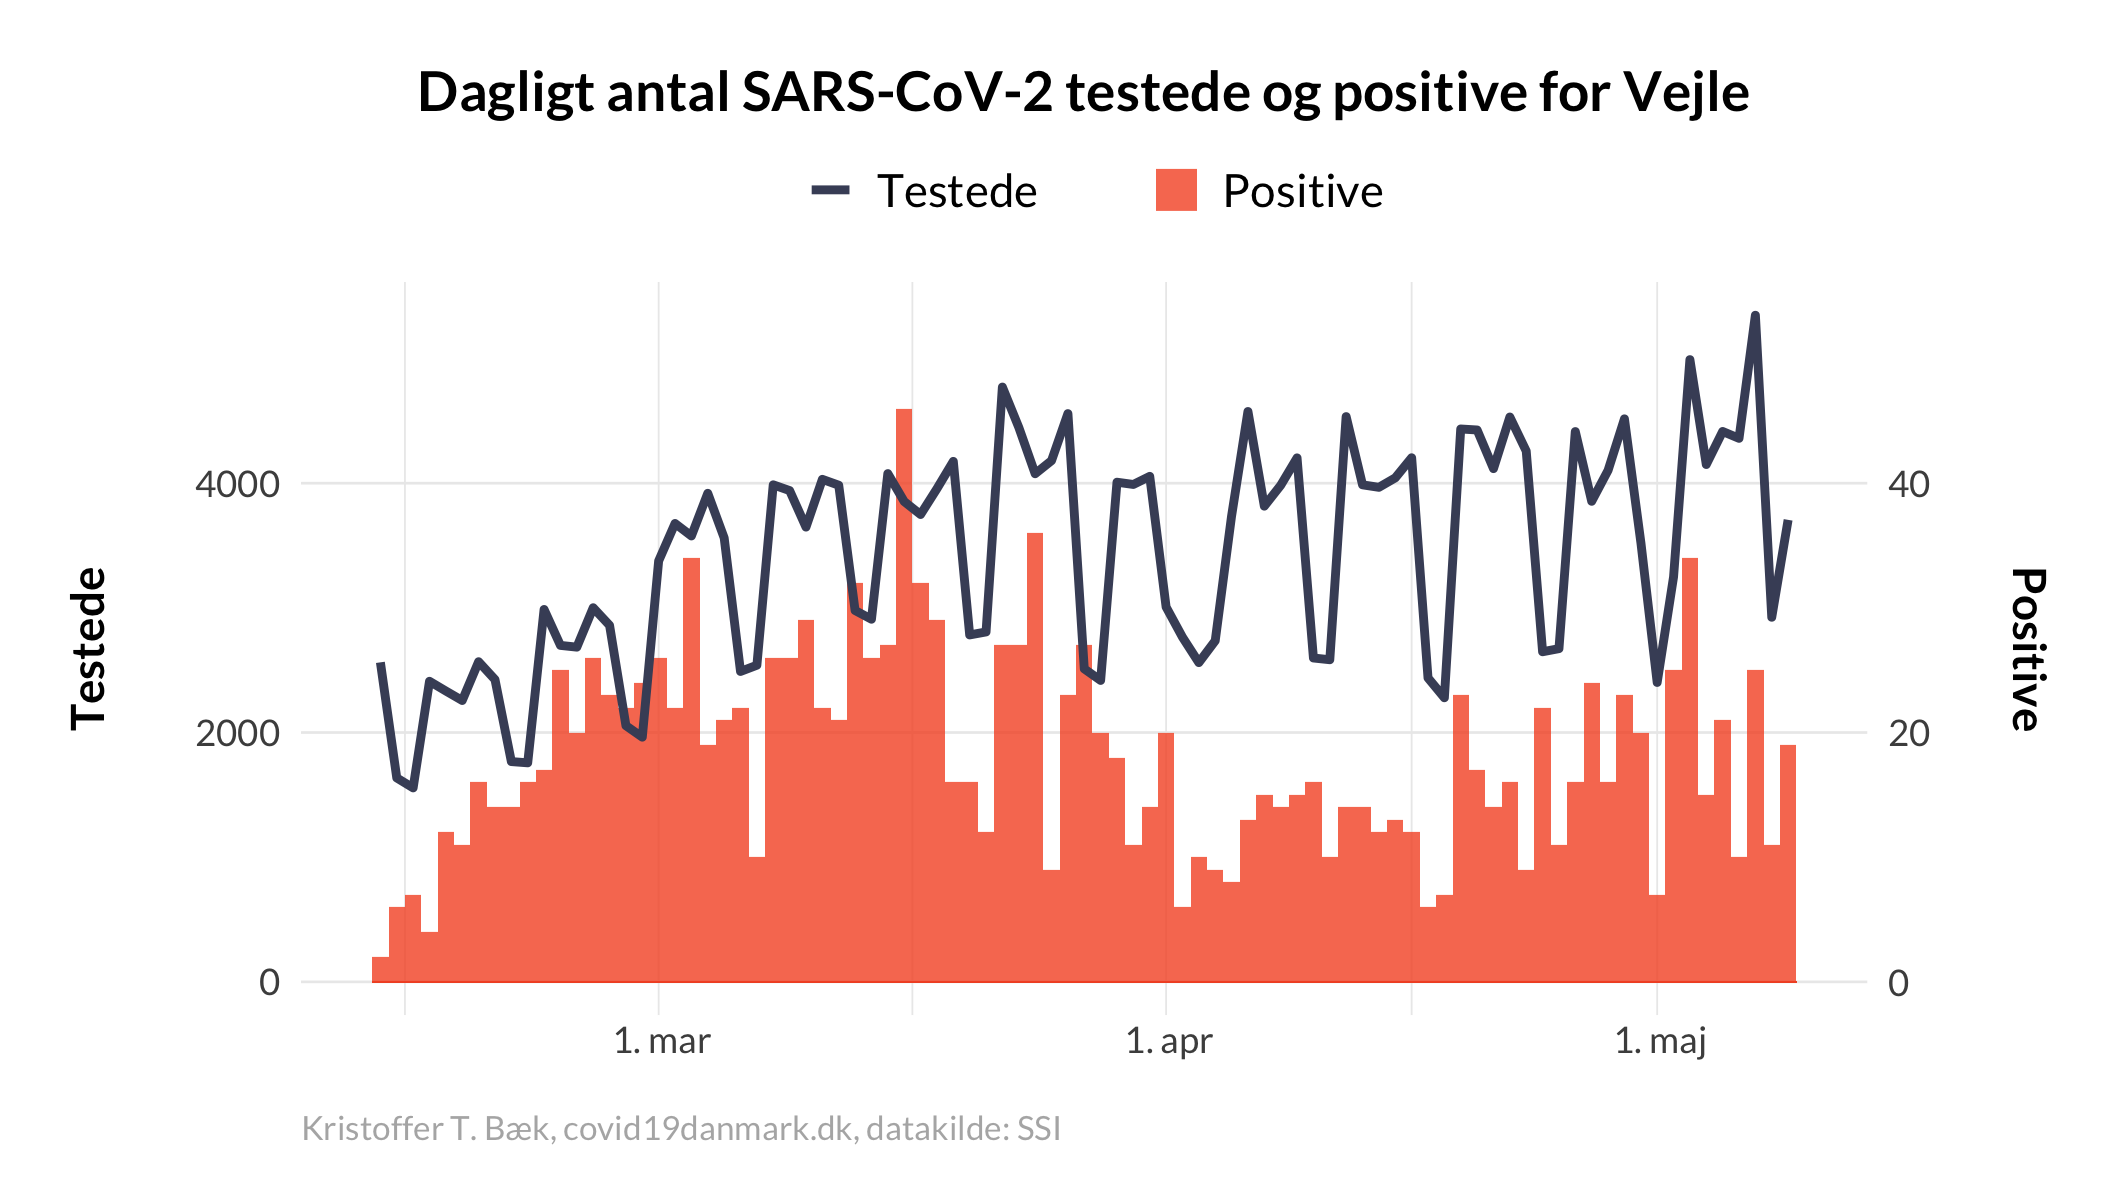 Dagligt antal SARS-CoV-2 testede og positive for Vejle
Testede
Positive
4000
2000
0
Testede
40
20
0
Positive
1. mar
1. apr
1. maj
Kristoffer T. Bæk, covid19danmark.dk, datakilde: SSI